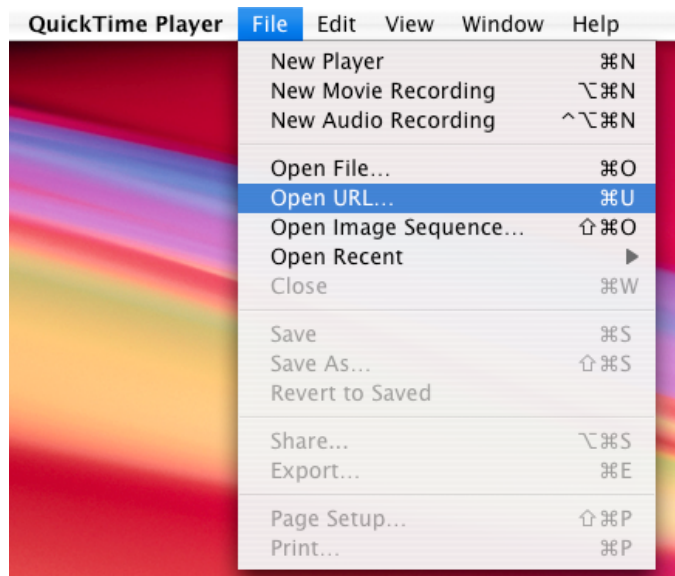 QuickTime Player File Edit View Window Help
New Player ⌘N
New Movie Recording ⌥⌘N
New Audio Recording ^⌥⌘N
Open File... ⌘O
Open URL... ⌘U
Open Image Sequence... ⇧⌘O
Open Recent ▶
Close ⌘W
Save ⌘S
Save As... ⇧⌘S
Revert to Saved
Share... ⌥⌘S
Export... ⌘E
Page Setup... ⇧⌘P
Print... ⌘P